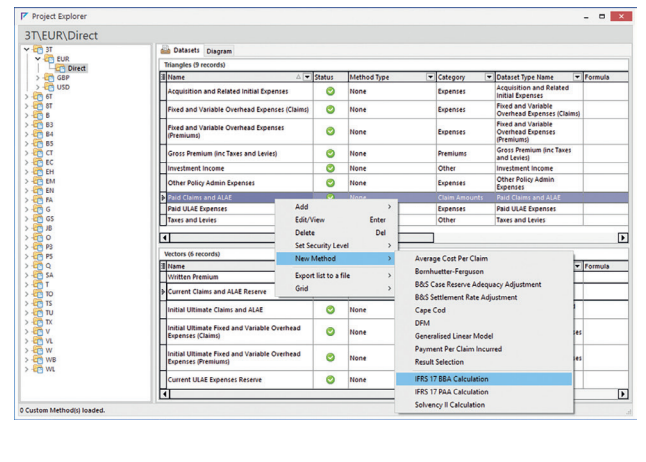 Project Explorer
3T\EUR\Direct
3T
EUR
Direct
GBP
USD
6T
8T
B
B3
B4
B5
CT
EC
EH
EM
EN
FA
G
GS
JB
O
P3
P5
Q
SA
T
TO
TS
TU
TX
V
VL
W
WB
WL
Datasets Diagram
Triangles (9 records)
Name Status Method Type Category Dataset Type Name Formula
Acquisition and Related Initial Expenses None Expenses Acquisition and Related Initial Expenses
Fixed and Variable Overhead Expenses (Claims) None Expenses Fixed and Variable Overhead Expenses (Claims)
Fixed and Variable Overhead Expenses (Premiums) None Expenses Fixed and Variable Overhead Expenses (Premiums)
Gross Premium (inc Taxes and Levies) None Premiums Gross Premium (inc Taxes and Levies)
Investment Income None Other Investment Income
Other Policy Admin Expenses None Expenses Other Policy Admin Expenses
Paid Claims and ALAE None Claim Amounts Paid Claims and ALAE
Paid ULAE Expenses Expenses Paid ULAE Expenses
Taxes and Levies Other Taxes and Levies
Add
Edit/View Enter
Delete Del
Set Security Level
New Method
Export list to a file
Grid
Average Cost Per Claim
Bornhuetter-Ferguson
B&S Case Reserve Adequacy Adjustment
B&S Settlement Rate Adjustment
Cape Cod
DFM
Generalised Linear Model
Payment Per Claim Incurred
Result Selection
IFRS 17 BBA Calculation
IFRS 17 PAA Calculation
Solvency II Calculation
Vectors (6 records)
Name Formula
Written Premium
Current Claims and ALAE Reserve
Initial Ultimate Claims and ALAE None
Initial Ultimate Fixed and Variable Overhead Expenses (Claims) None
Initial Ultimate Fixed and Variable Overhead Expenses (Premiums) None
Current ULAE Expenses Reserve None
0 Custom Method(s) loaded.